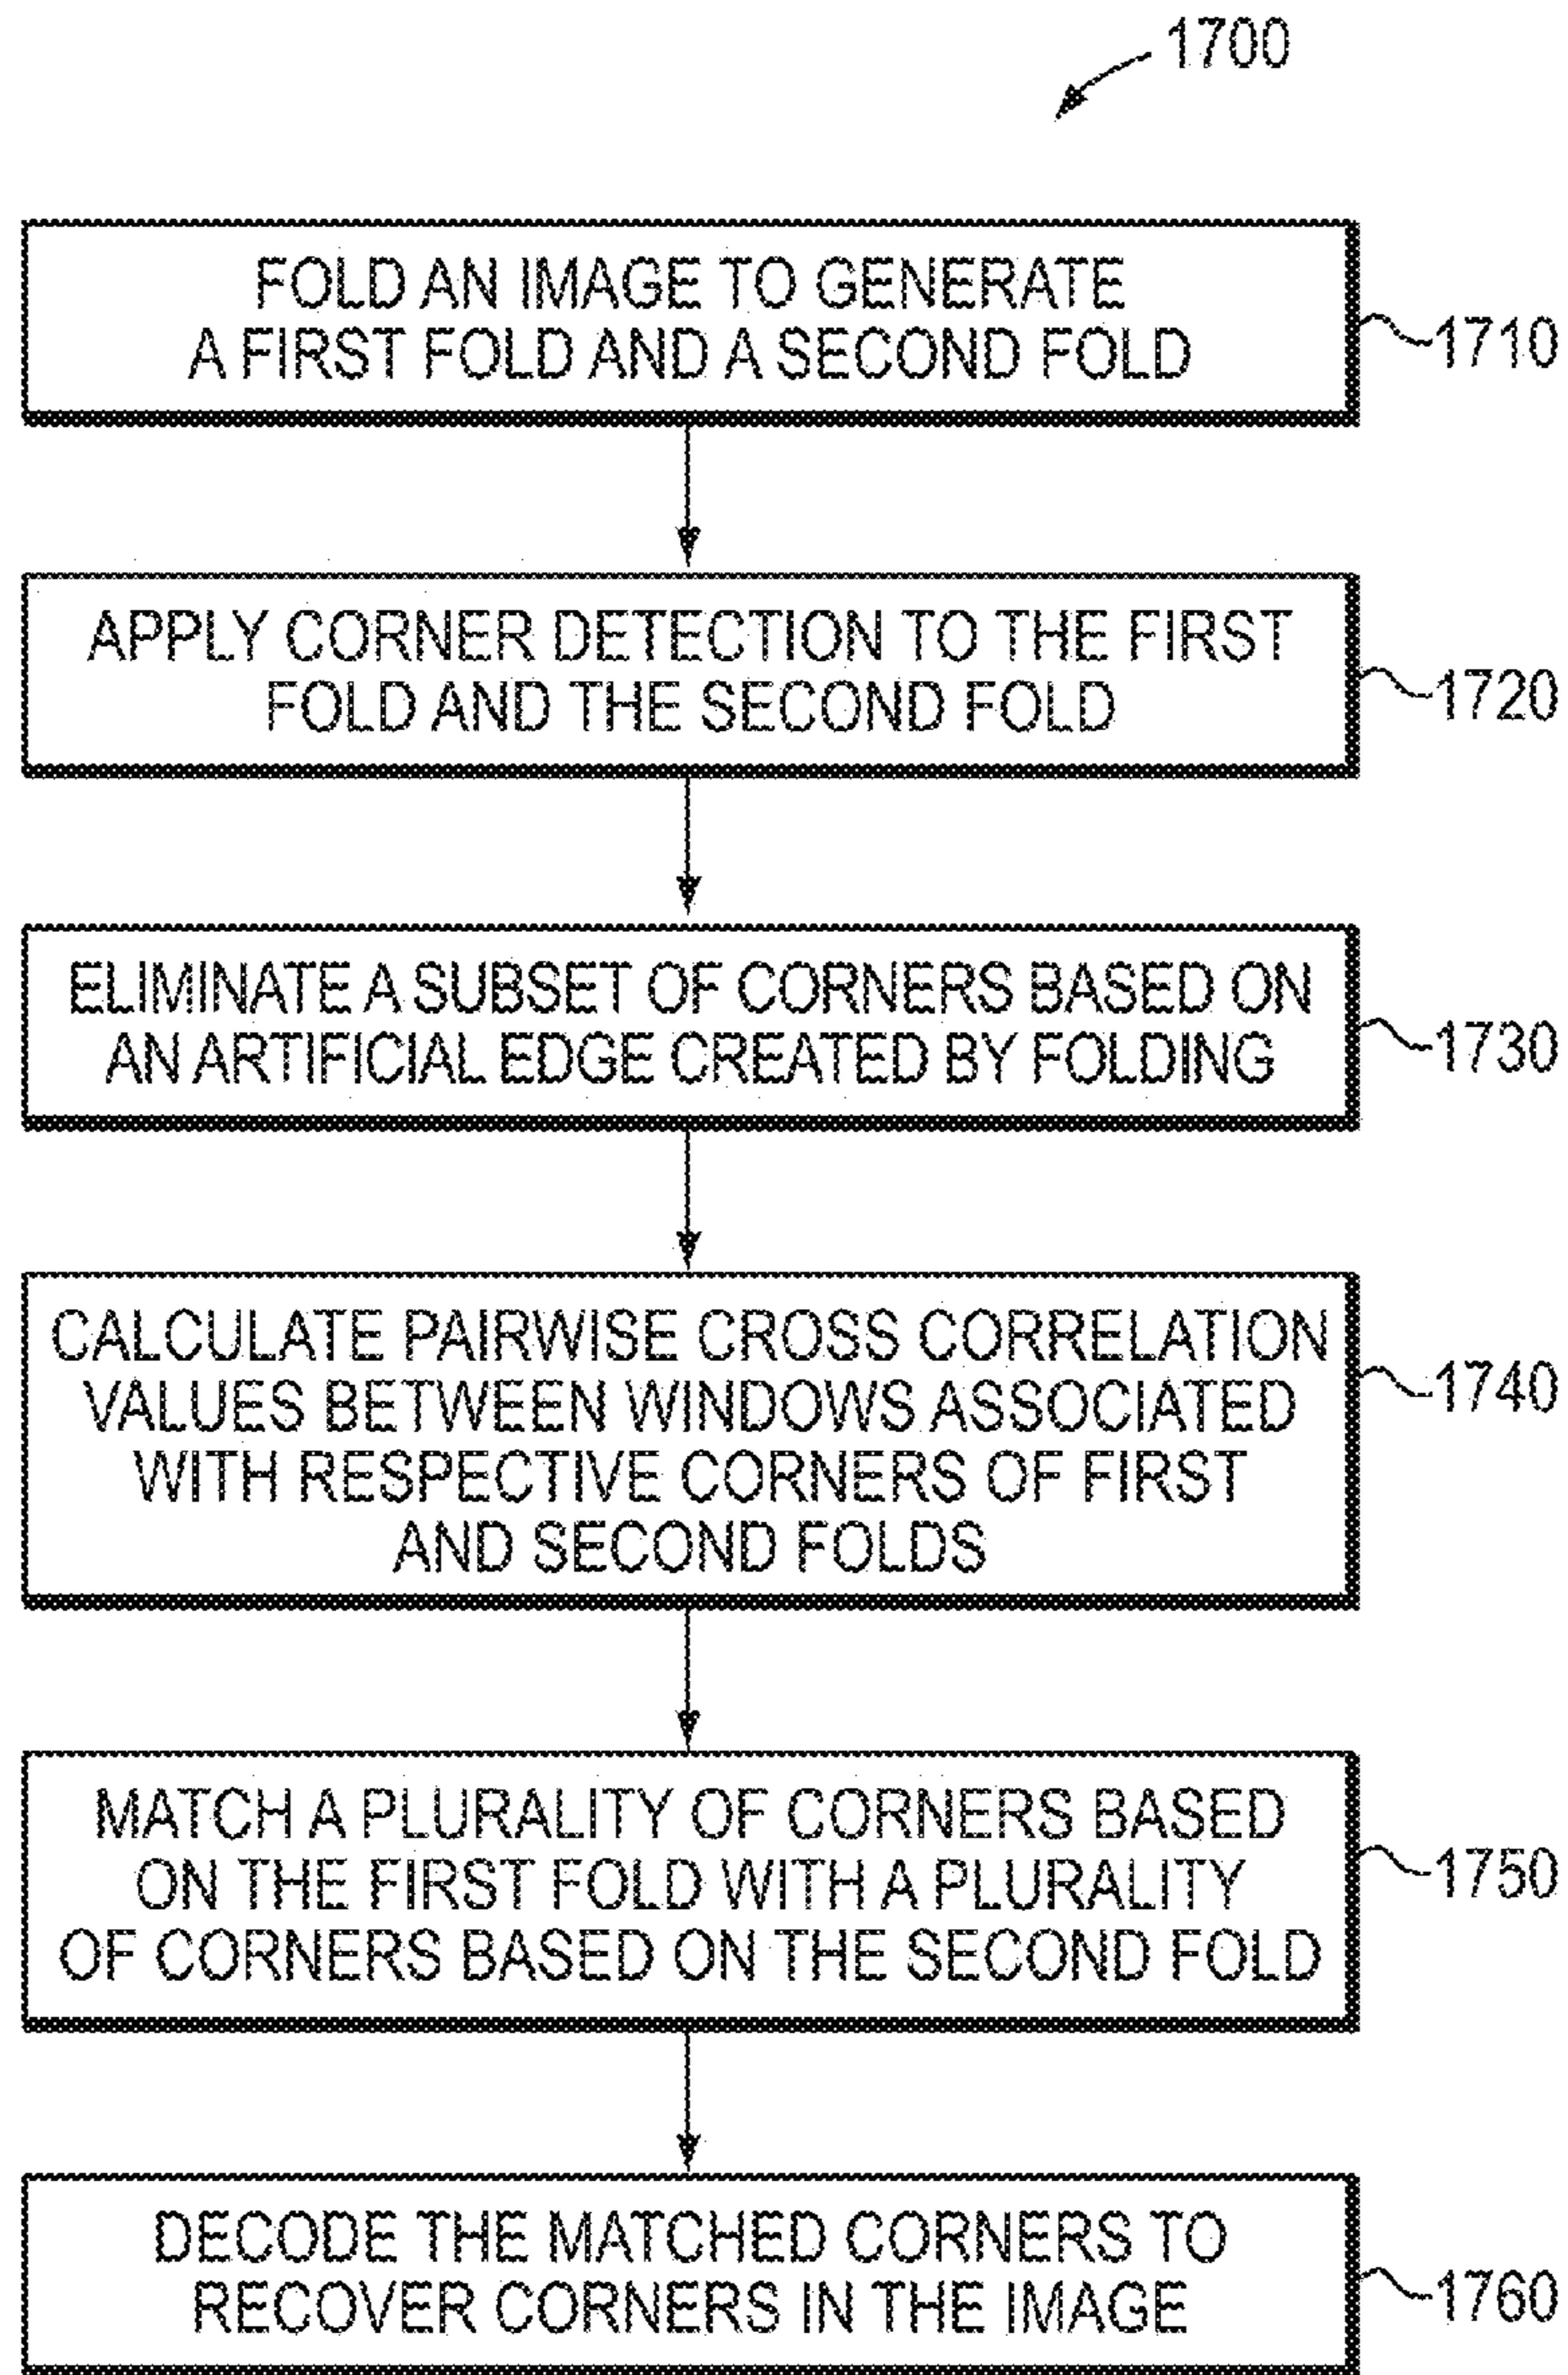 1700
FOLD AN IMAGE TO GENERATE
A FIRST FOLD AND A SECOND FOLD
1710
APPLY CORNER DETECTION TO THE FIRST
FOLD AND THE SECOND FOLD
1720
ELIMINATE A SUBSET OF CORNERS BASED ON
AN ARTIFICIAL EDGE CREATED BY FOLDING
1730
CALCULATE PAIRWISE CROSS CORRELATION
VALUES BETWEEN WINDOWS ASSOCIATED
WITH RESPECTIVE CORNERS OF FIRST
AND SECOND FOLDS
1740
MATCH A PLURALITY OF CORNERS BASED
ON THE FIRST FOLD WITH A PLURALITY
OF CORNERS BASED ON THE SECOND FOLD
1750
DECODE THE MATCHED CORNERS TO
RECOVER CORNERS IN THE IMAGE
1760